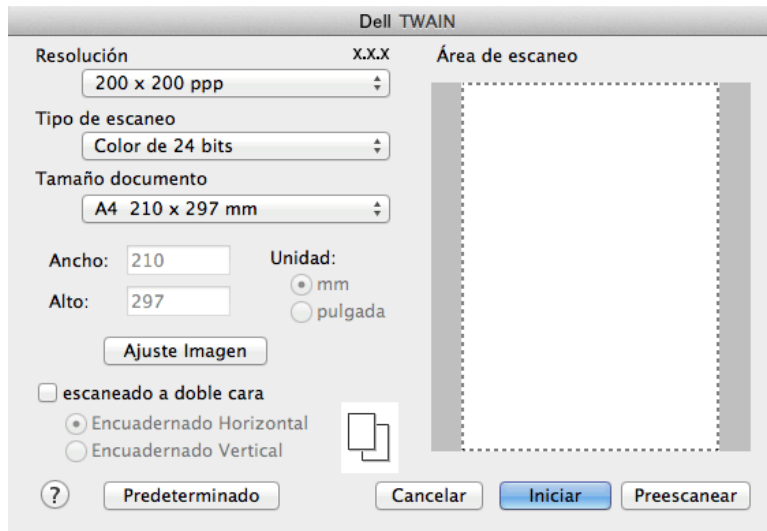 Dell TWAIN
Resolución X.X.X
200 x 200 ppp
Tipo de escaneo
Color de 24 bits
Tamaño documento
A4 210 x 297 mm
Ancho: 210
Alto: 297
Unidad:
mm
pulgada
Ajuste Imagen
escaneado a doble cara
Encuadernado Horizontal
Encuadernado Vertical
Área de escaneo
? Predeterminado Cancelar Iniciar Preescanear